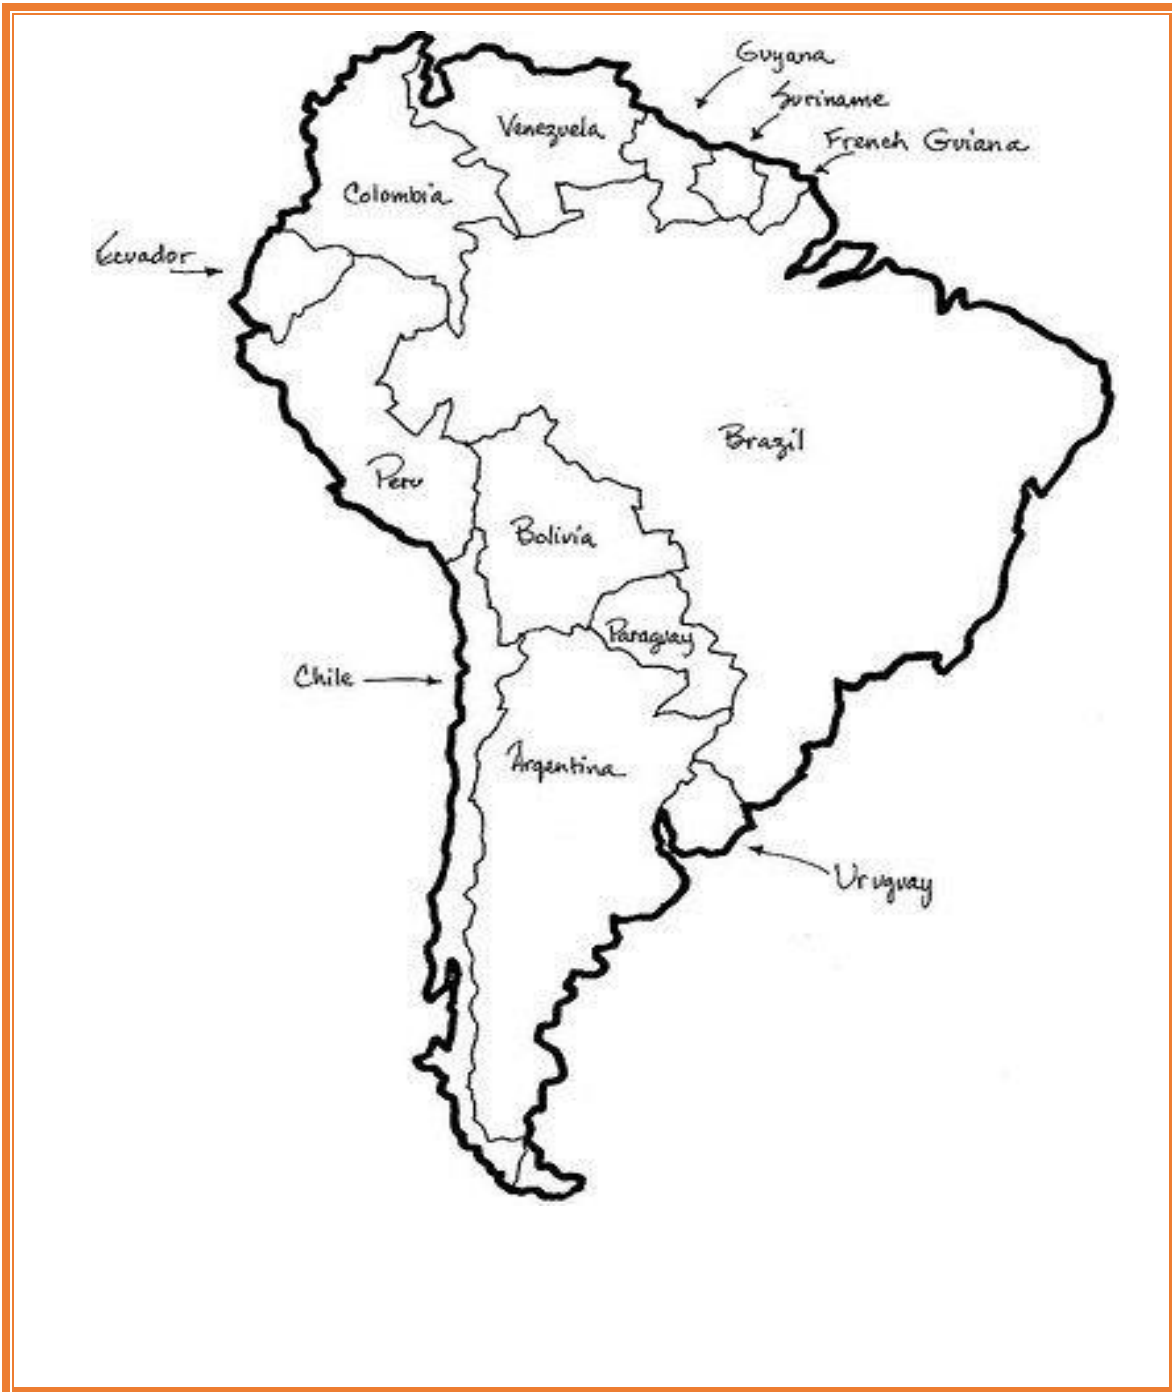 Guyana
Suriname
Venezuela
French Guiana
Colombia
Ecuador
Brazil
Peru
Bolivia
Paraguay
Chile
Argentina
Uruguay